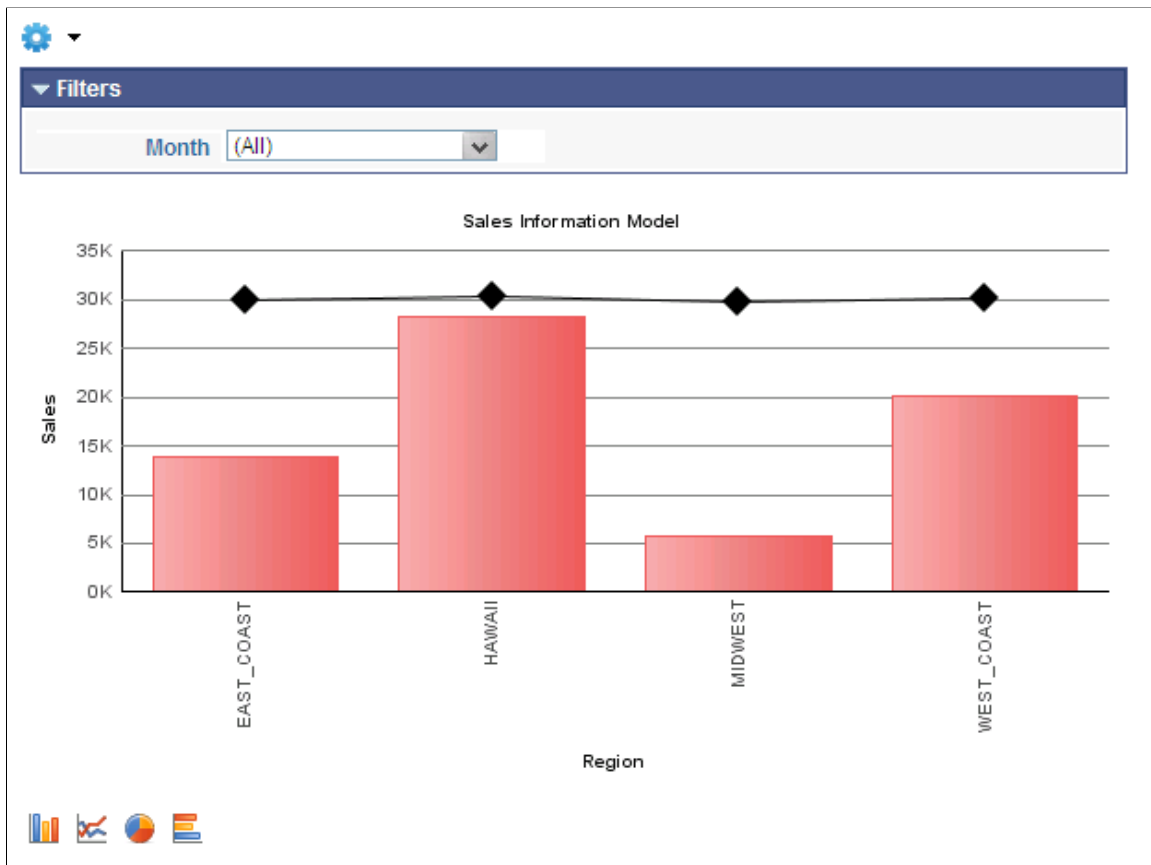 Filters
Month (All)
Sales Information Model
35K
30K
25K
20K
15K
10K
5K
0K
Sales
EAST_COAST
HAWAII
MIDWEST
WEST_COAST
Region